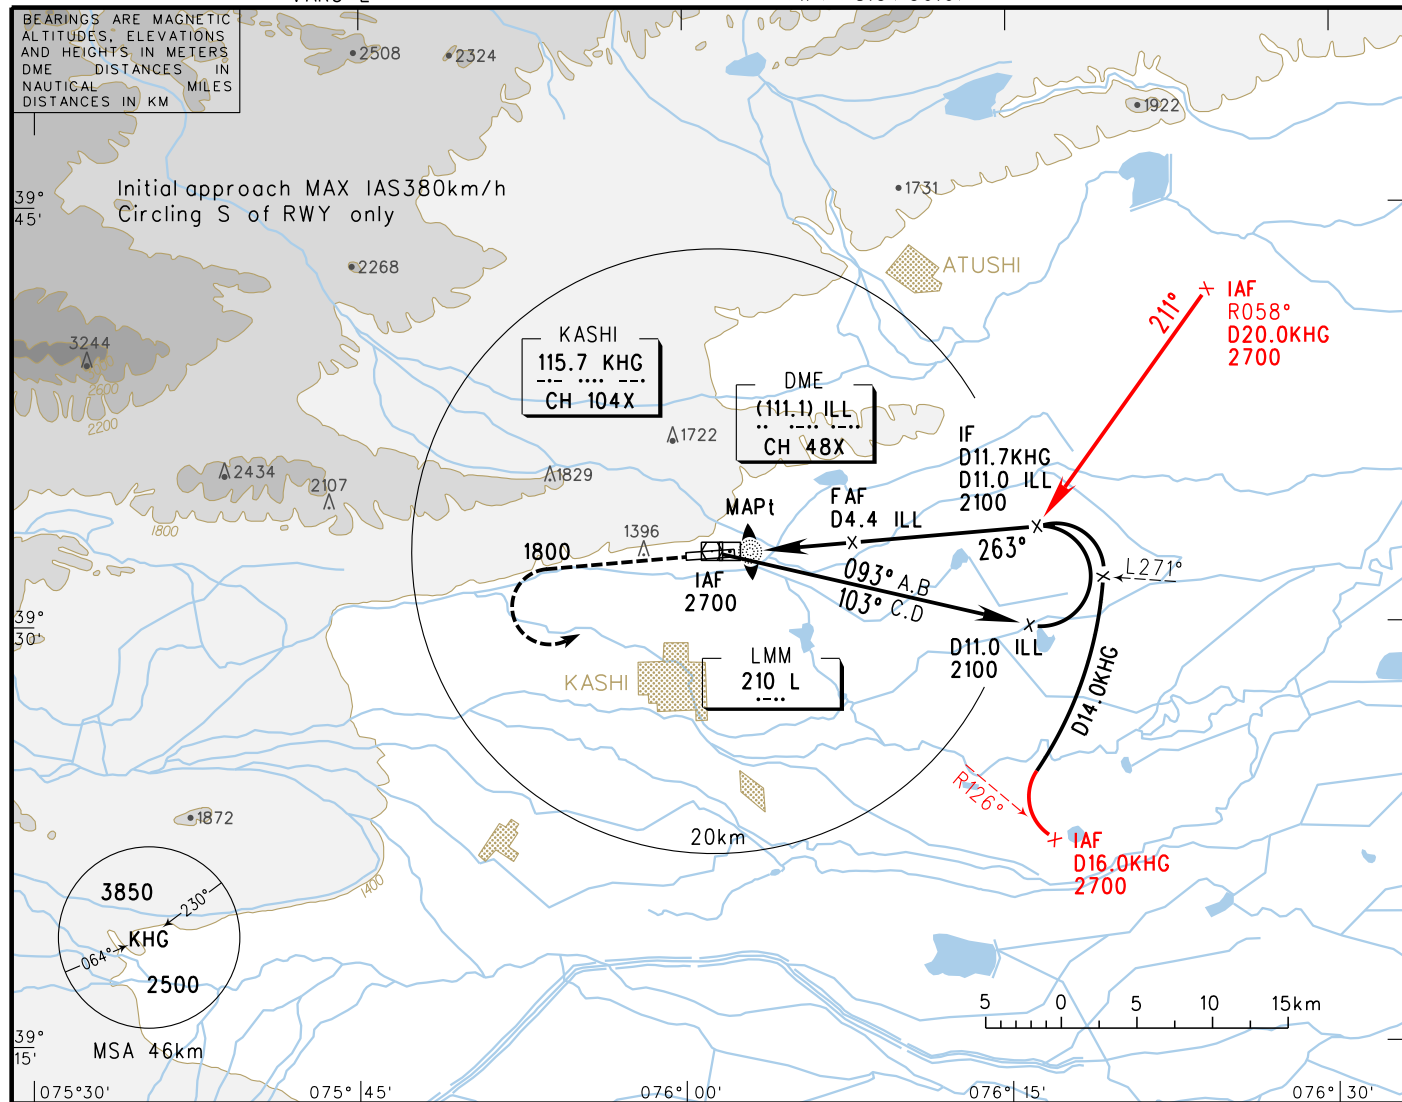 BEARINGS ARE MAGNETIC
ALTITUDES, ELEVATIONS
AND HEIGHTS IN METERS
DME DISTANCES IN
NAUTICAL MILES
DISTANCES IN KM
2508
2324
1922
Initial approach MAX IAS380km/h
Circling S of RWY only
39°
45'
1731
2268
ATUSHI
IAF
R058°
D20.0KHG
2700
211°
KASHI
115.7 KHG
CH 104X
3244
2600
2200
DME
(111.1) ILL
CH 48X
1722
IF
D11.7KHG
D11.0 ILL
2100
2434
2107
1829
1800
MAPt
FAF
D4.4 ILL
1396
1800
263°
IAF
2700
093° A.B
103° C.D
L271°
39°
30'
D11.0 ILL
2100
LMM
210 L
KASHI
D14.0KHG
R126°
1872
20km
IAF
D16.0KHG
2700
1400
3850
230°
KHG
064°
2500
5 0 5 10 15km
39°
15'
MSA 46km
075°30'
075°45'
076°00'
076°15'
076°30'